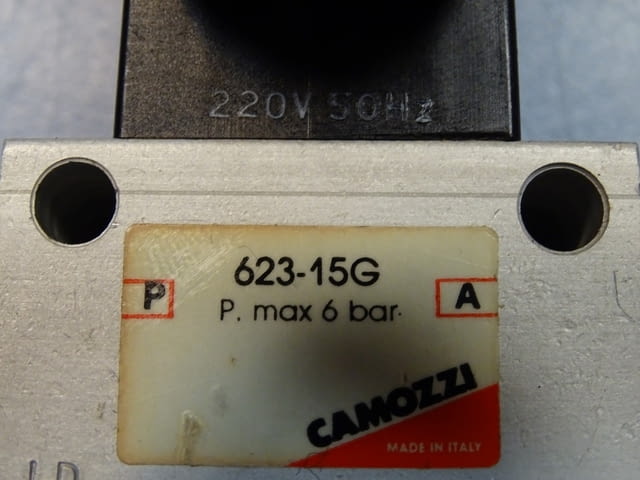 220V 50Hz
623-15G
P
P. max 6 bar
A
CAMOZZI
MADE IN ITALY